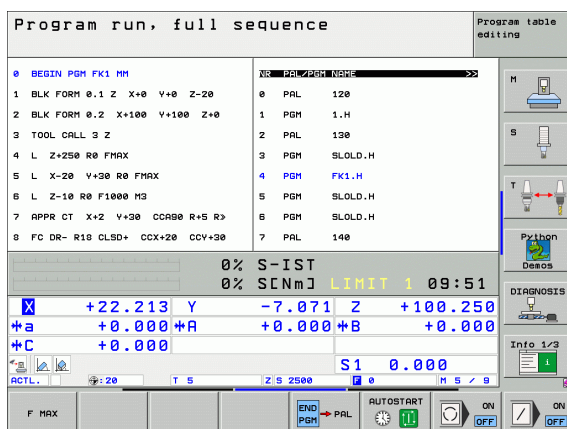 Program run, full sequence
Program table
editing
0 BEGIN PGM FK1 MM
1 BLK FORM 0.1 Z X+0 Y+0 Z-20
2 BLK FORM 0.2 X+100 Y+100 Z+0
3 TOOL CALL 3 Z
4 L Z+250 R0 FMAX
5 L X-20 Y+30 R0 FMAX
6 L Z-10 R0 F1000 M3
7 APPR CT X+2 Y+30 CCA90 R+5 R»
8 FC DR- R18 CLSD+ CCX+20 CCY+30
NR PAL/PGM NAME >>
0 PAL 120
1 PGM 1.H
2 PAL 130
3 PGM SLOLD.H
4 PGM FK1.H
5 PGM SLOLD.H
6 PGM SLOLD.H
7 PAL 140
0% S-IST
0% S[Nm] LIMIT 1 09:51
X +22.213 Y -7.071 Z +100.250
a +0.000 A +0.000 B +0.000
C +0.000
S1 0.000
ACTL. : 20 T 5 Z S 2500 F 0 M 5 / 9
M
S
T
Python
Demos
DIAGNOSIS
Info 1/3
F MAX
END
PGM
PAL
AUTOSTART
ON
OFF
ON
OFF